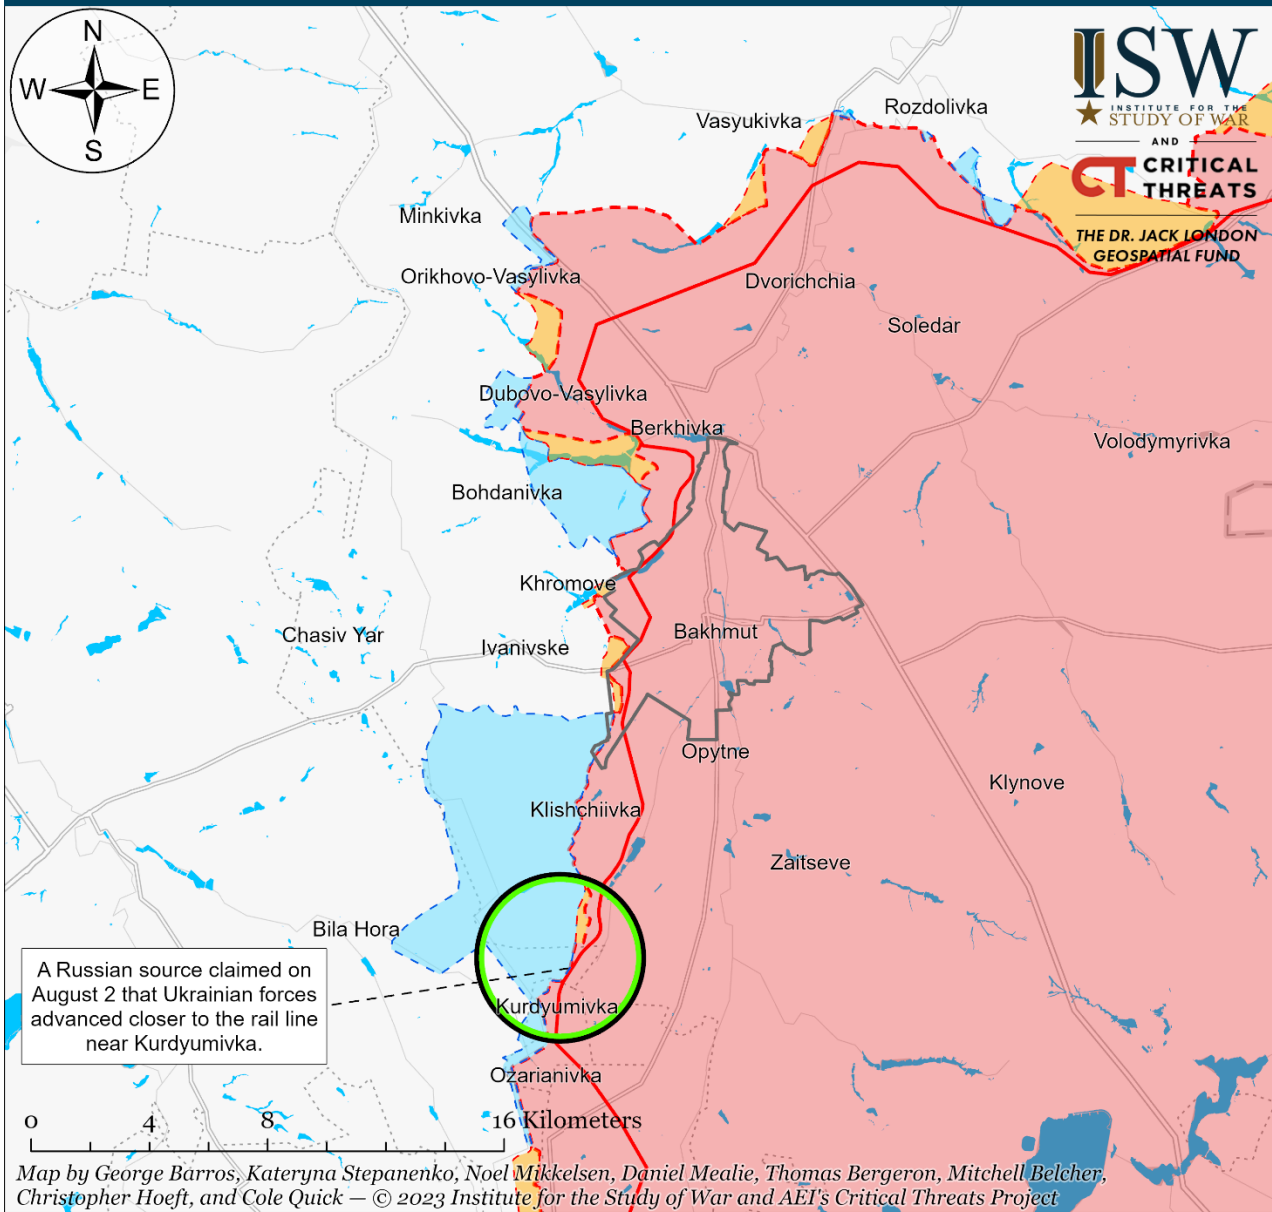 N
W
E
S
ISW
INSTITUTE FOR THE
STUDY OF WAR
AND
CT CRITICAL
THREATS
THE DR. JACK LONDON
GEOSPATIAL FUND
Rozdolivka
Vasyukivka
Minkivka
Orikhovo-Vasylivka
Dvorichchia
Soledar
Dubovo-Vasylivka
Berkhivka
Volodymyrivka
Bohdanivka
Khromove
Chasiv Yar
Bakhmut
Ivanivske
Opytne
Klynove
Klishchiivka
Zaitseve
Bila Hora
A Russian source claimed on
August 2 that Ukrainian forces
advanced closer to the rail line
near Kurdyumivka.
Kurdyumivka
Ozarianivka
0 4 8 16 Kilometers
Map by George Barros, Kateryna Stepanenko, Noel Mikkelsen, Daniel Mealie, Thomas Bergeron, Mitchell Belcher,
Christopher Hoeft, and Cole Quick — © 2023 Institute for the Study of War and AEI's Critical Threats Project